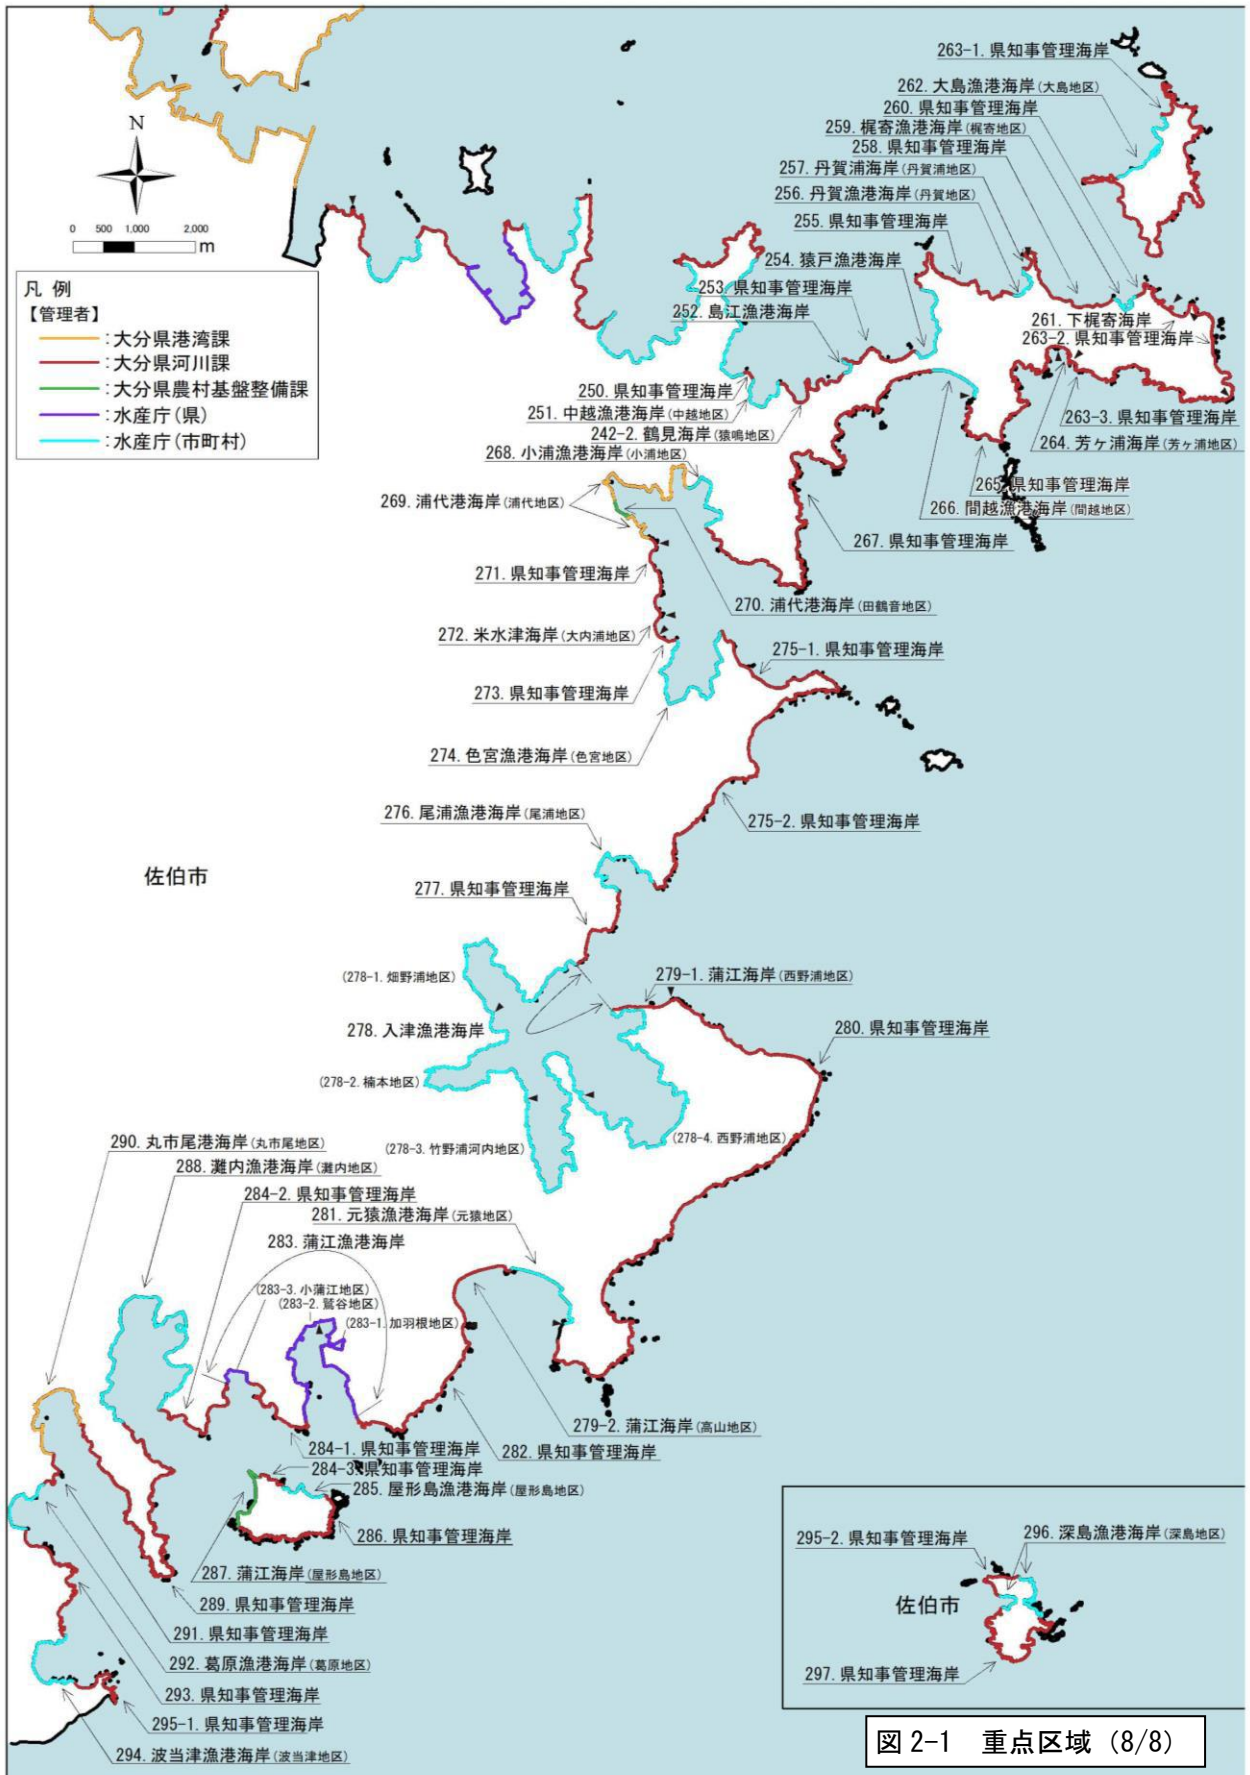 263-1. 県知事管理海岸
262. 大島漁港海岸(大島地区)
260. 県知事管理海岸
259. 梶寄漁港海岸(梶寄地区)
258. 県知事管理海岸
257. 丹賀浦海岸(丹賀浦地区)
256. 丹賀漁港海岸(丹賀地区)
255. 県知事管理海岸
254. 猿戸漁港海岸
253. 県知事管理海岸
252. 島江漁港海岸
N
0 500 1,000 2,000
m
凡 例
【管理者】
:大分県港湾課
:大分県河川課
:大分県農村基盤整備課
:水産庁(県)
:水産庁(市町村)
261. 下梶寄海岸
263-2. 県知事管理海岸
250. 県知事管理海岸
251. 中越漁港海岸(中越地区)
242-2. 鶴見海岸(猿鳴地区)
263-3. 県知事管理海岸
264. 芳ヶ浦海岸(芳ヶ浦地区)
268. 小浦漁港海岸(小浦地区)
265. 県知事管理海岸
266. 間越漁港海岸(間越地区)
269. 浦代港海岸(浦代地区)
267. 県知事管理海岸
271. 県知事管理海岸
270. 浦代港海岸(田鶴音地区)
272. 米水津海岸(大内浦地区)
275-1. 県知事管理海岸
273. 県知事管理海岸
274. 色宮漁港海岸(色宮地区)
276. 尾浦漁港海岸(尾浦地区)
275-2. 県知事管理海岸
佐伯市
277. 県知事管理海岸
(278-1. 畑野浦地区)
279-1. 蒲江海岸(西野浦地区)
278. 入津漁港海岸
280. 県知事管理海岸
(278-2. 楠本地区)
(278-4. 西野浦地区)
(278-3. 竹野浦河内地区)
290. 丸市尾港海岸(丸市尾地区)
288. 灘内漁港海岸(灘内地区)
284-2. 県知事管理海岸
281. 元猿漁港海岸(元猿地区)
283. 蒲江漁港海岸
(283-3. 小蒲江地区)
(283-2. 鷲谷地区)
(283-1. 加羽根地区)
279-2. 蒲江海岸(高山地区)
284-1. 県知事管理海岸
282. 県知事管理海岸
284-3. 県知事管理海岸
285. 屋形島漁港海岸(屋形島地区)
286. 県知事管理海岸
287. 蒲江海岸(屋形島地区)
289. 県知事管理海岸
291. 県知事管理海岸
292. 葛原漁港海岸(葛原地区)
293. 県知事管理海岸
295-1. 県知事管理海岸
294. 波当津漁港海岸(波当津地区)
295-2. 県知事管理海岸
296. 深島漁港海岸(深島地区)
佐伯市
297. 県知事管理海岸
図 2-1 重点区域 (8/8)